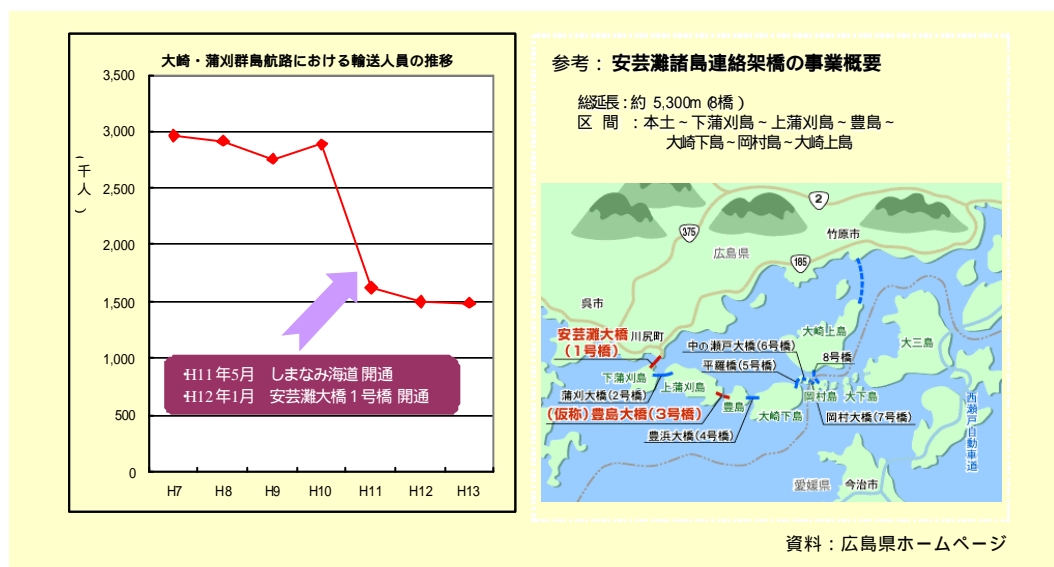 大崎・蒲刈群島航路における輸送人員の推移
(千人)
3,500
3,000
2,500
2,000
1,500
1,000
500
0
H7 H8 H9 H10 H11 H12 H13
・H11年5月 しまなみ海道開通
・H12年1月 安芸灘大橋1号橋 開通
参考：安芸灘諸島連絡架橋の事業概要
総延長：約 5,300m（8橋）
区 間 ：本土～下蒲刈島～上蒲刈島～豊島～
大崎下島～岡村島～大崎上島
2
375
竹原市
広島県
185
呉市
安芸灘大橋
（1号橋）
川尻町
大崎上島
中の瀬戸大橋(6号橋)
8号橋
大三島
平羅橋(5号橋)
下蒲刈島
上蒲刈島
蒲刈大橋(2号橋)
岡村島
大下島
豊島
(仮称)豊島大橋(3号橋)
大崎下島
岡村大橋(7号橋)
豊浜大橋(4号橋)
西瀬戸自動車道
愛媛県
今治市
資料：広島県ホームページ